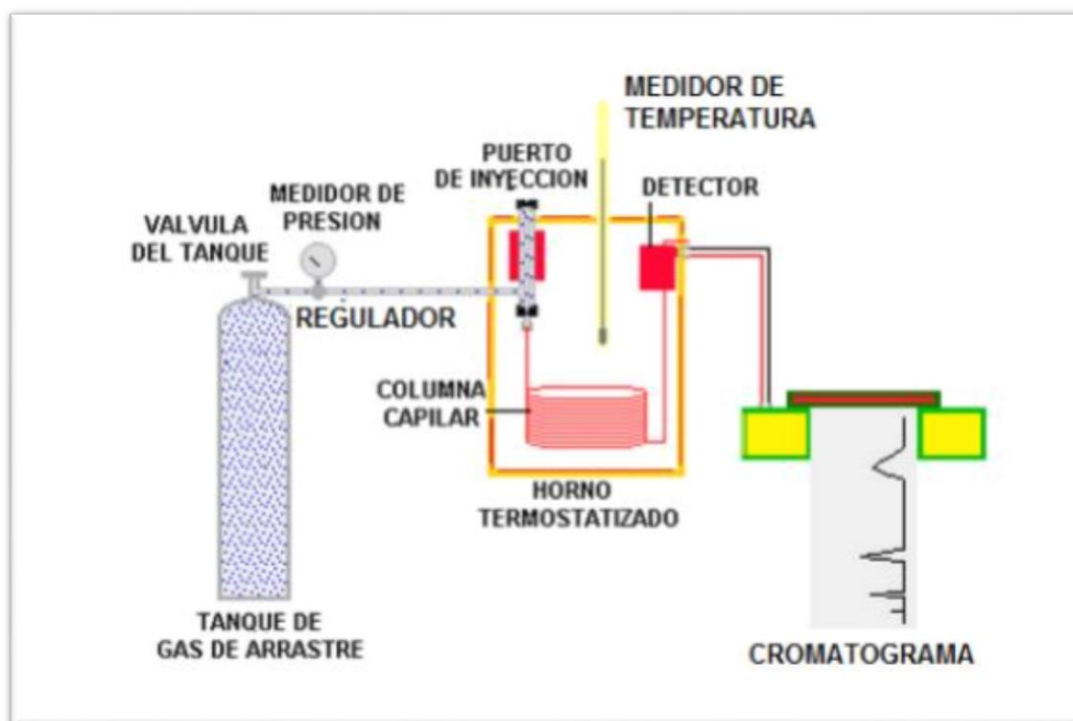 MEDIDOR DE
TEMPERATURA
PUERTO
DE INYECCION
DETECTOR
MEDIDOR DE
PRESION
VALVULA
DEL TANQUE
REGULADOR
COLUMNA
CAPILAR
HORNO
TERMOSTATIZADO
TANQUE DE
GAS DE ARRASTRE
CROMATOGRAMA